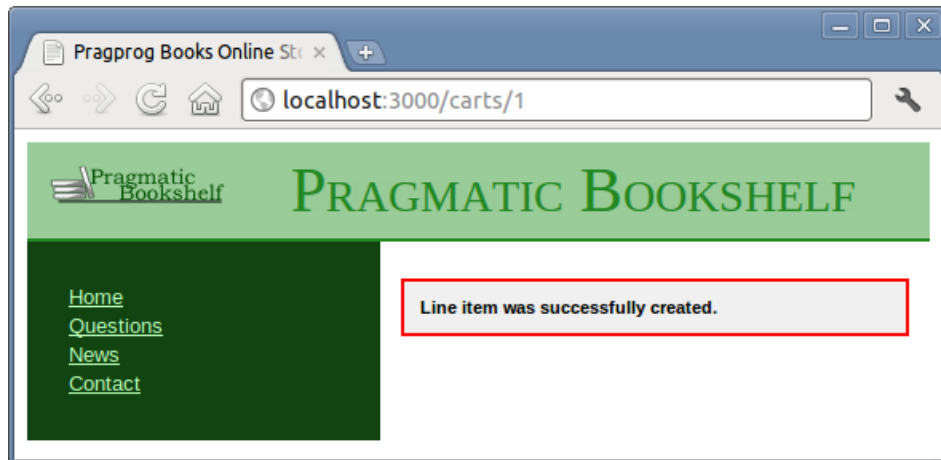 Pragprog Books Online Sto
localhost:3000/carts/1
Pragmatic
Bookshelf
PRAGMATIC BOOKSHELF
Home
Questions
News
Contact
Line item was successfully created.